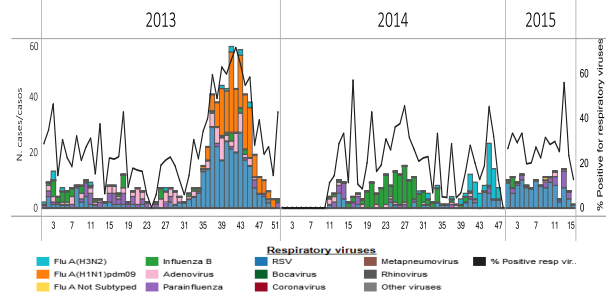 2013 2014 2015
60 40 20 0
N. cases/casos
60 40 20 0
% Positive for respiratory viruses
3 7 11 15 19 23 27 31 35 39 43 47 51 3 7 11 15 19 23 27 31 35 39 43 47 3 7 11 15
Respiratory viruses
Flu A(H3N2) Influenza B RSV Metapneumovirus % Positive resp vir..
Flu A(H1N1)pdm09 Adenovirus Bocavirus Rhinovirus
Flu A Not Subtyped Parainfluenza Coronavirus Other viruses